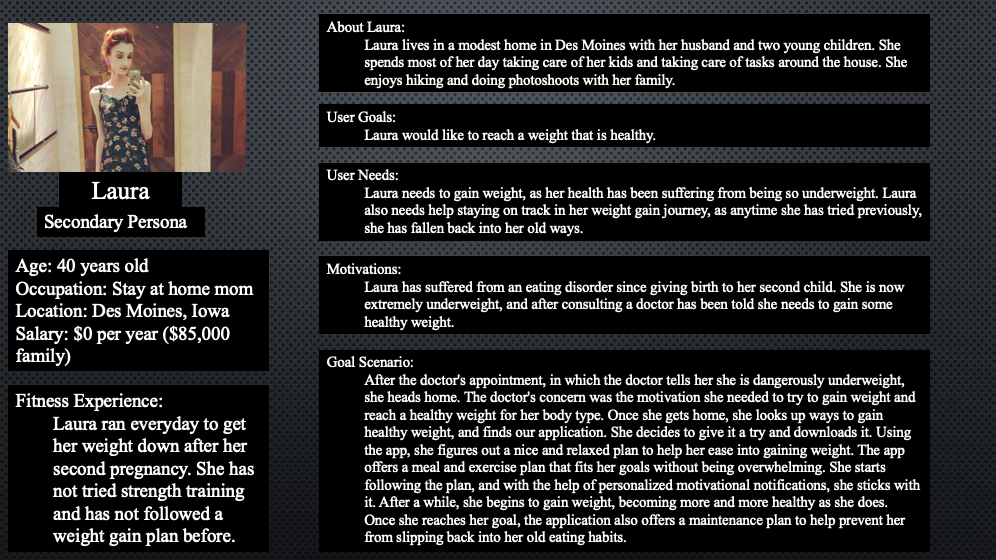 Laura
Secondary Persona
Age: 40 years old
Occupation: Stay at home mom
Location: Des Moines, Iowa
Salary: $0 per year ($85,000
family)
Fitness Experience:
Laura ran everyday to get
her weight down after her
second pregnancy. She has
not tried strength training
and has not followed a
weight gain plan before.
About Laura:
Laura lives in a modest home in Des Moines with her husband and two young children. She
spends most of her day taking care of her kids and taking care of tasks around the house. She
enjoys hiking and doing photoshoots with her family.
User Goals:
Laura would like to reach a weight that is healthy.
User Needs:
Laura needs to gain weight, as her health has been suffering from being so underweight. Laura
also needs help staying on track in her weight gain journey, as anytime she has tried previously,
she has fallen back into her old ways.
Motivations:
Laura has suffered from an eating disorder since giving birth to her second child. She is now
extremely underweight, and after consulting a doctor has been told she needs to gain some
healthy weight.
Goal Scenario:
After the doctor's appointment, in which the doctor tells her she is dangerously underweight,
she heads home. The doctor's concern was the motivation she needed to try to gain weight and
reach a healthy weight for her body type. Once she gets home, she looks up ways to gain
healthy weight, and finds our application. She decides to give it a try and downloads it. Using
the app, she figures out a nice and relaxed plan to help her ease into gaining weight. The app
offers a meal and exercise plan that fits her goals without being overwhelming. She starts
following the plan, and with the help of personalized motivational notifications, she sticks with
it. After a while, she begins to gain weight, becoming more and more healthy as she does.
Once she reaches her goal, the application also offers a maintenance plan to help prevent her
from slipping back into her old eating habits.